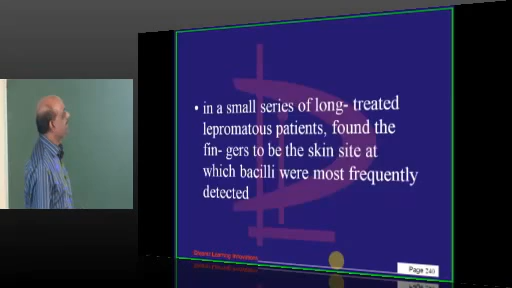 • in a small series of long- treated
lepromatous patients, found the
fin- gers to be the skin site at
which bacilli were most frequently
detected
Page 240